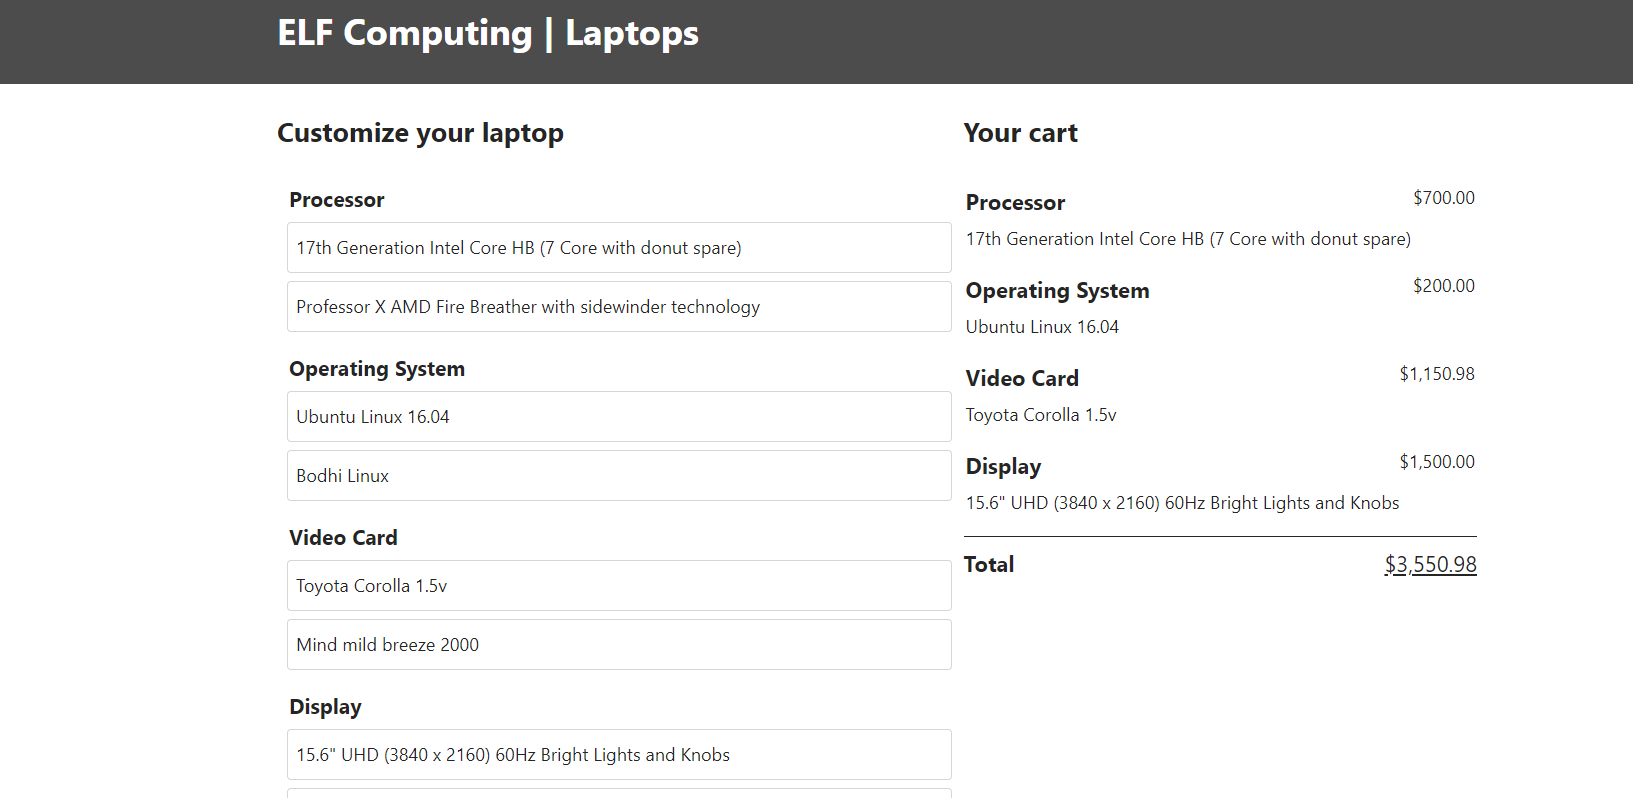 ELF Computing | Laptops
Customize your laptop
Processor
17th Generation Intel Core HB (7 Core with donut spare)
Professor X AMD Fire Breather with sidewinder technology
Operating System
Ubuntu Linux 16.04
Bodhi Linux
Video Card
Toyota Corolla 1.5v
Mind mild breeze 2000
Display
15.6" UHD (3840 x 2160) 60Hz Bright Lights and Knobs
Your cart
Processor $700.00
17th Generation Intel Core HB (7 Core with donut spare)
Operating System $200.00
Ubuntu Linux 16.04
Video Card $1,150.98
Toyota Corolla 1.5v
Display $1,500.00
15.6" UHD (3840 x 2160) 60Hz Bright Lights and Knobs
Total $3,550.98